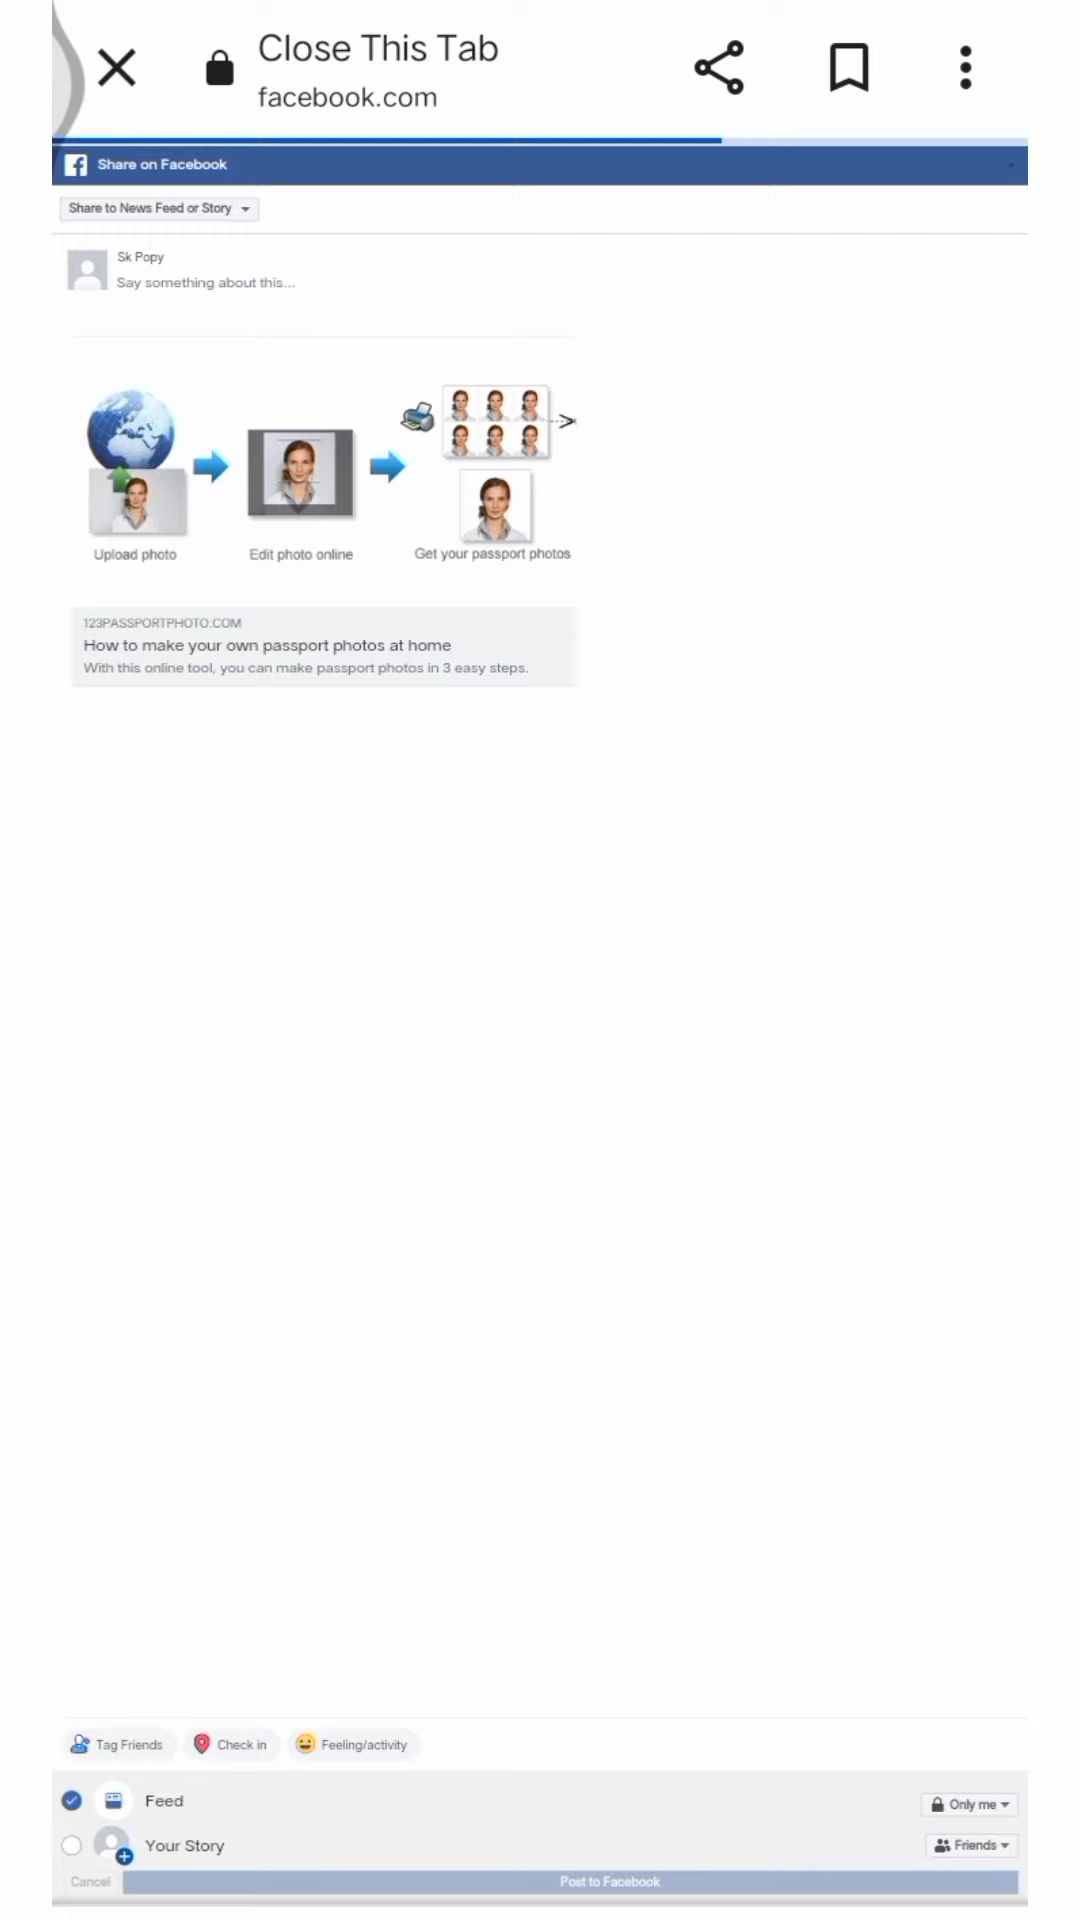 Close This Tab
facebook.com
Share on Facebook
Share to News Feed or Story
Sk Popy
Say something about this...
Upload photo
Edit photo online
Get your passport photos
123PASSPORTPHOTO.COM
How to make your own passport photos at home
With this online tool, you can make passport photos in 3 easy steps.
Tag Friends
Check in
Feeling/activity
Feed
Only me
Your Story
Friends
Cancel
Post to Facebook